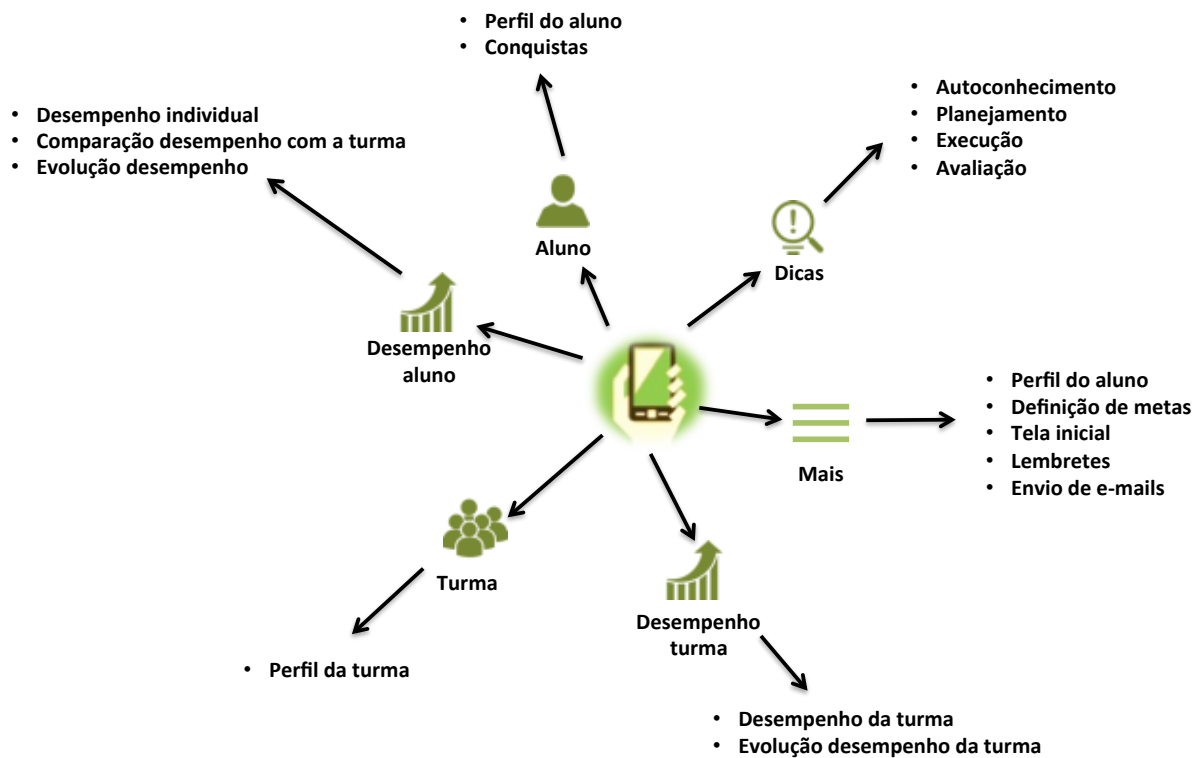 • Perfil do aluno
• Conquistas
• Autoconhecimento
• Planejamento
• Execução
• Avaliação
• Desempenho individual
• Comparação desempenho com a turma
• Evolução desempenho
Aluno
Dicas
Desempenho
aluno
• Perfil do aluno
• Definição de metas
• Tela inicial
• Lembretes
• Envio de e-mails
Mais
Turma
Desempenho
turma
• Perfil da turma
• Desempenho da turma
• Evolução desempenho da turma